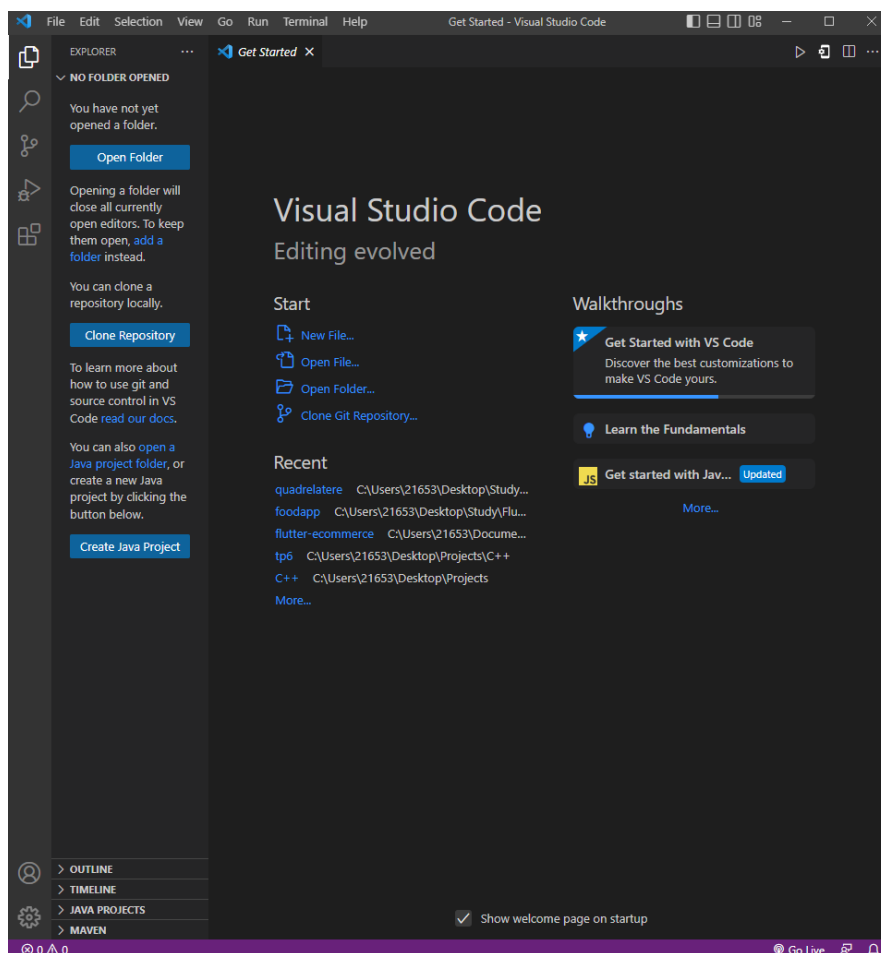 File Edit Selection View Go Run Terminal Help Get Started - Visual Studio Code
EXPLORER
Get Started
NO FOLDER OPENED
You have not yet
opened a folder.
Open Folder
Opening a folder will
close all currently
open editors. To keep
them open, add a
folder instead.
You can clone a
repository locally.
Clone Repository
To learn more about
how to use git and
source control in VS
Code read our docs.
You can also open a
Java project folder, or
create a new Java
project by clicking the
button below.
Create Java Project
OUTLINE
TIMELINE
JAVA PROJECTS
MAVEN
Visual Studio Code
Editing evolved
Start
New File...
Open File...
Open Folder...
Clone Git Repository...
Recent
quadrelatere C:\Users\21653\Desktop\Study...
foodapp C:\Users\21653\Desktop\Study\Flu...
flutter-ecommerce C:\Users\21653\Docume...
tp6 C:\Users\21653\Desktop\Projects\C++
C++ C:\Users\21653\Desktop\Projects
More...
Walkthroughs
Get Started with VS Code
Discover the best customizations to
make VS Code yours.
Learn the Fundamentals
JS Get started with Jav... Updated
More...
Show welcome page on startup
0 0 Go Live